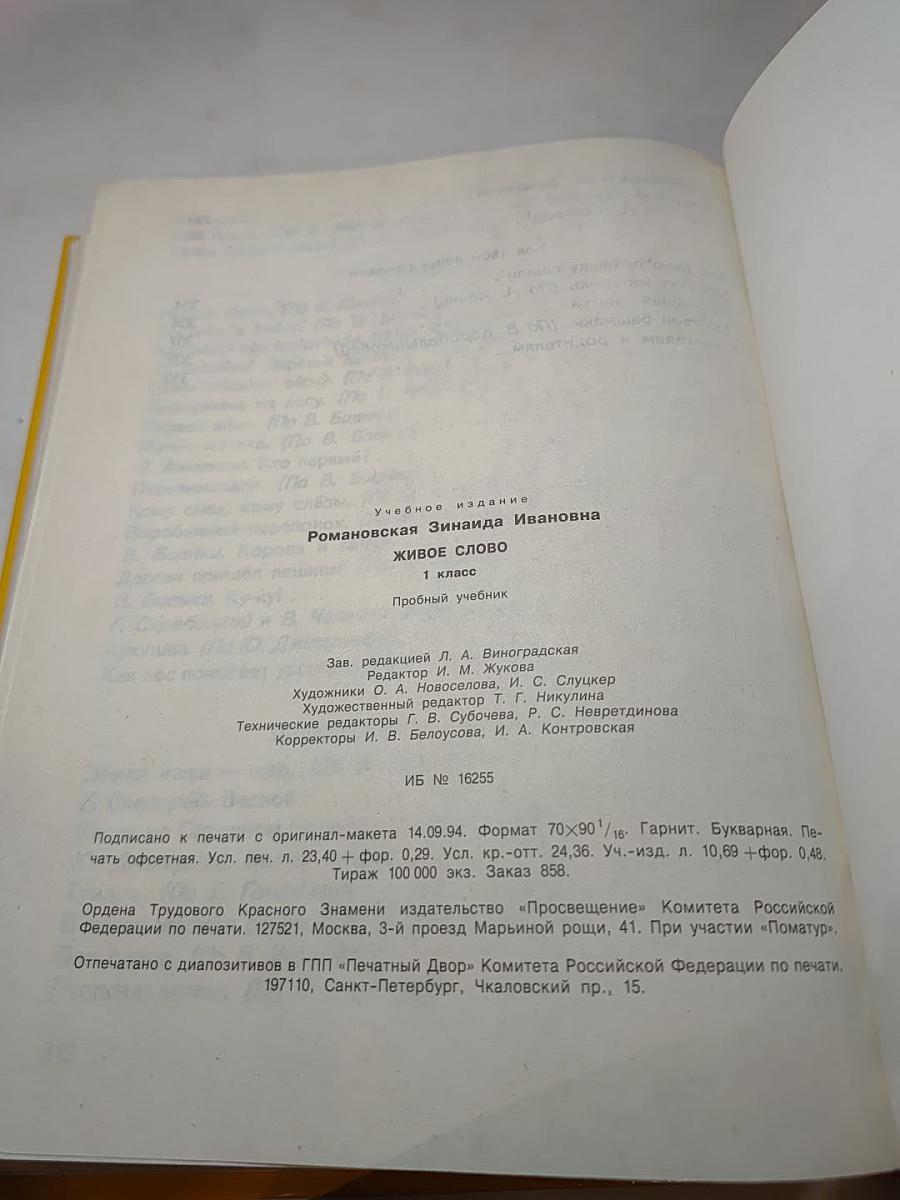 Как твои вещи сделали
Учебное издание
Романовская Зинаида Ивановна
ЖИВОЕ СЛОВО
1 класс
Пробный учебник
Зав. редакцией Л. А. Виноградская
Редактор И. М. Жукова
Художники О. А. Новоселова, И. С. Слуцкер
Художественный редактор Т. Г. Никулина
Технические редакторы Г. В. Субочева, Р. С. Невретдинова
Корректоры И. В. Белоусова, И. А. Контровская
ИБ № 16255
Подписано к печати с оригинал-макета 14.09.94. Формат 70×90 1/16. Гарнит. Букварная. Пе-
чать офсетная. Усл. печ. л. 23,40 + фор. 0,29. Усл. кр.-отт. 24,36. Уч.-изд. л. 10,69 + фор. 0,48.
Тираж 100 000 экз. Заказ 858.
Ордена Трудового Красного Знамени издательство «Просвещение» Комитета Российской
Федерации по печати. 127521, Москва, 3-й проезд Марьиной рощи, 41. При участии «Поматур».
Отпечатано с диапозитивов в ГПП «Печатный Двор» Комитета Российской Федерации по печати.
197110, Санкт-Петербург, Чкаловский пр., 15.